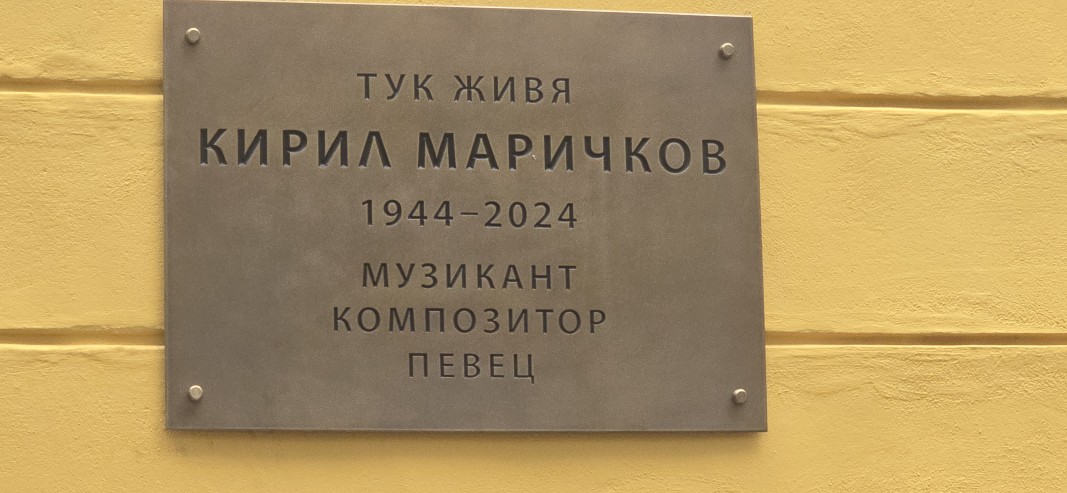 ТУК ЖИВЯ
КИРИЛ МАРИЧКОВ
1944–2024
МУЗИКАНТ
КОМПОЗИТОР
ПЕВЕЦ